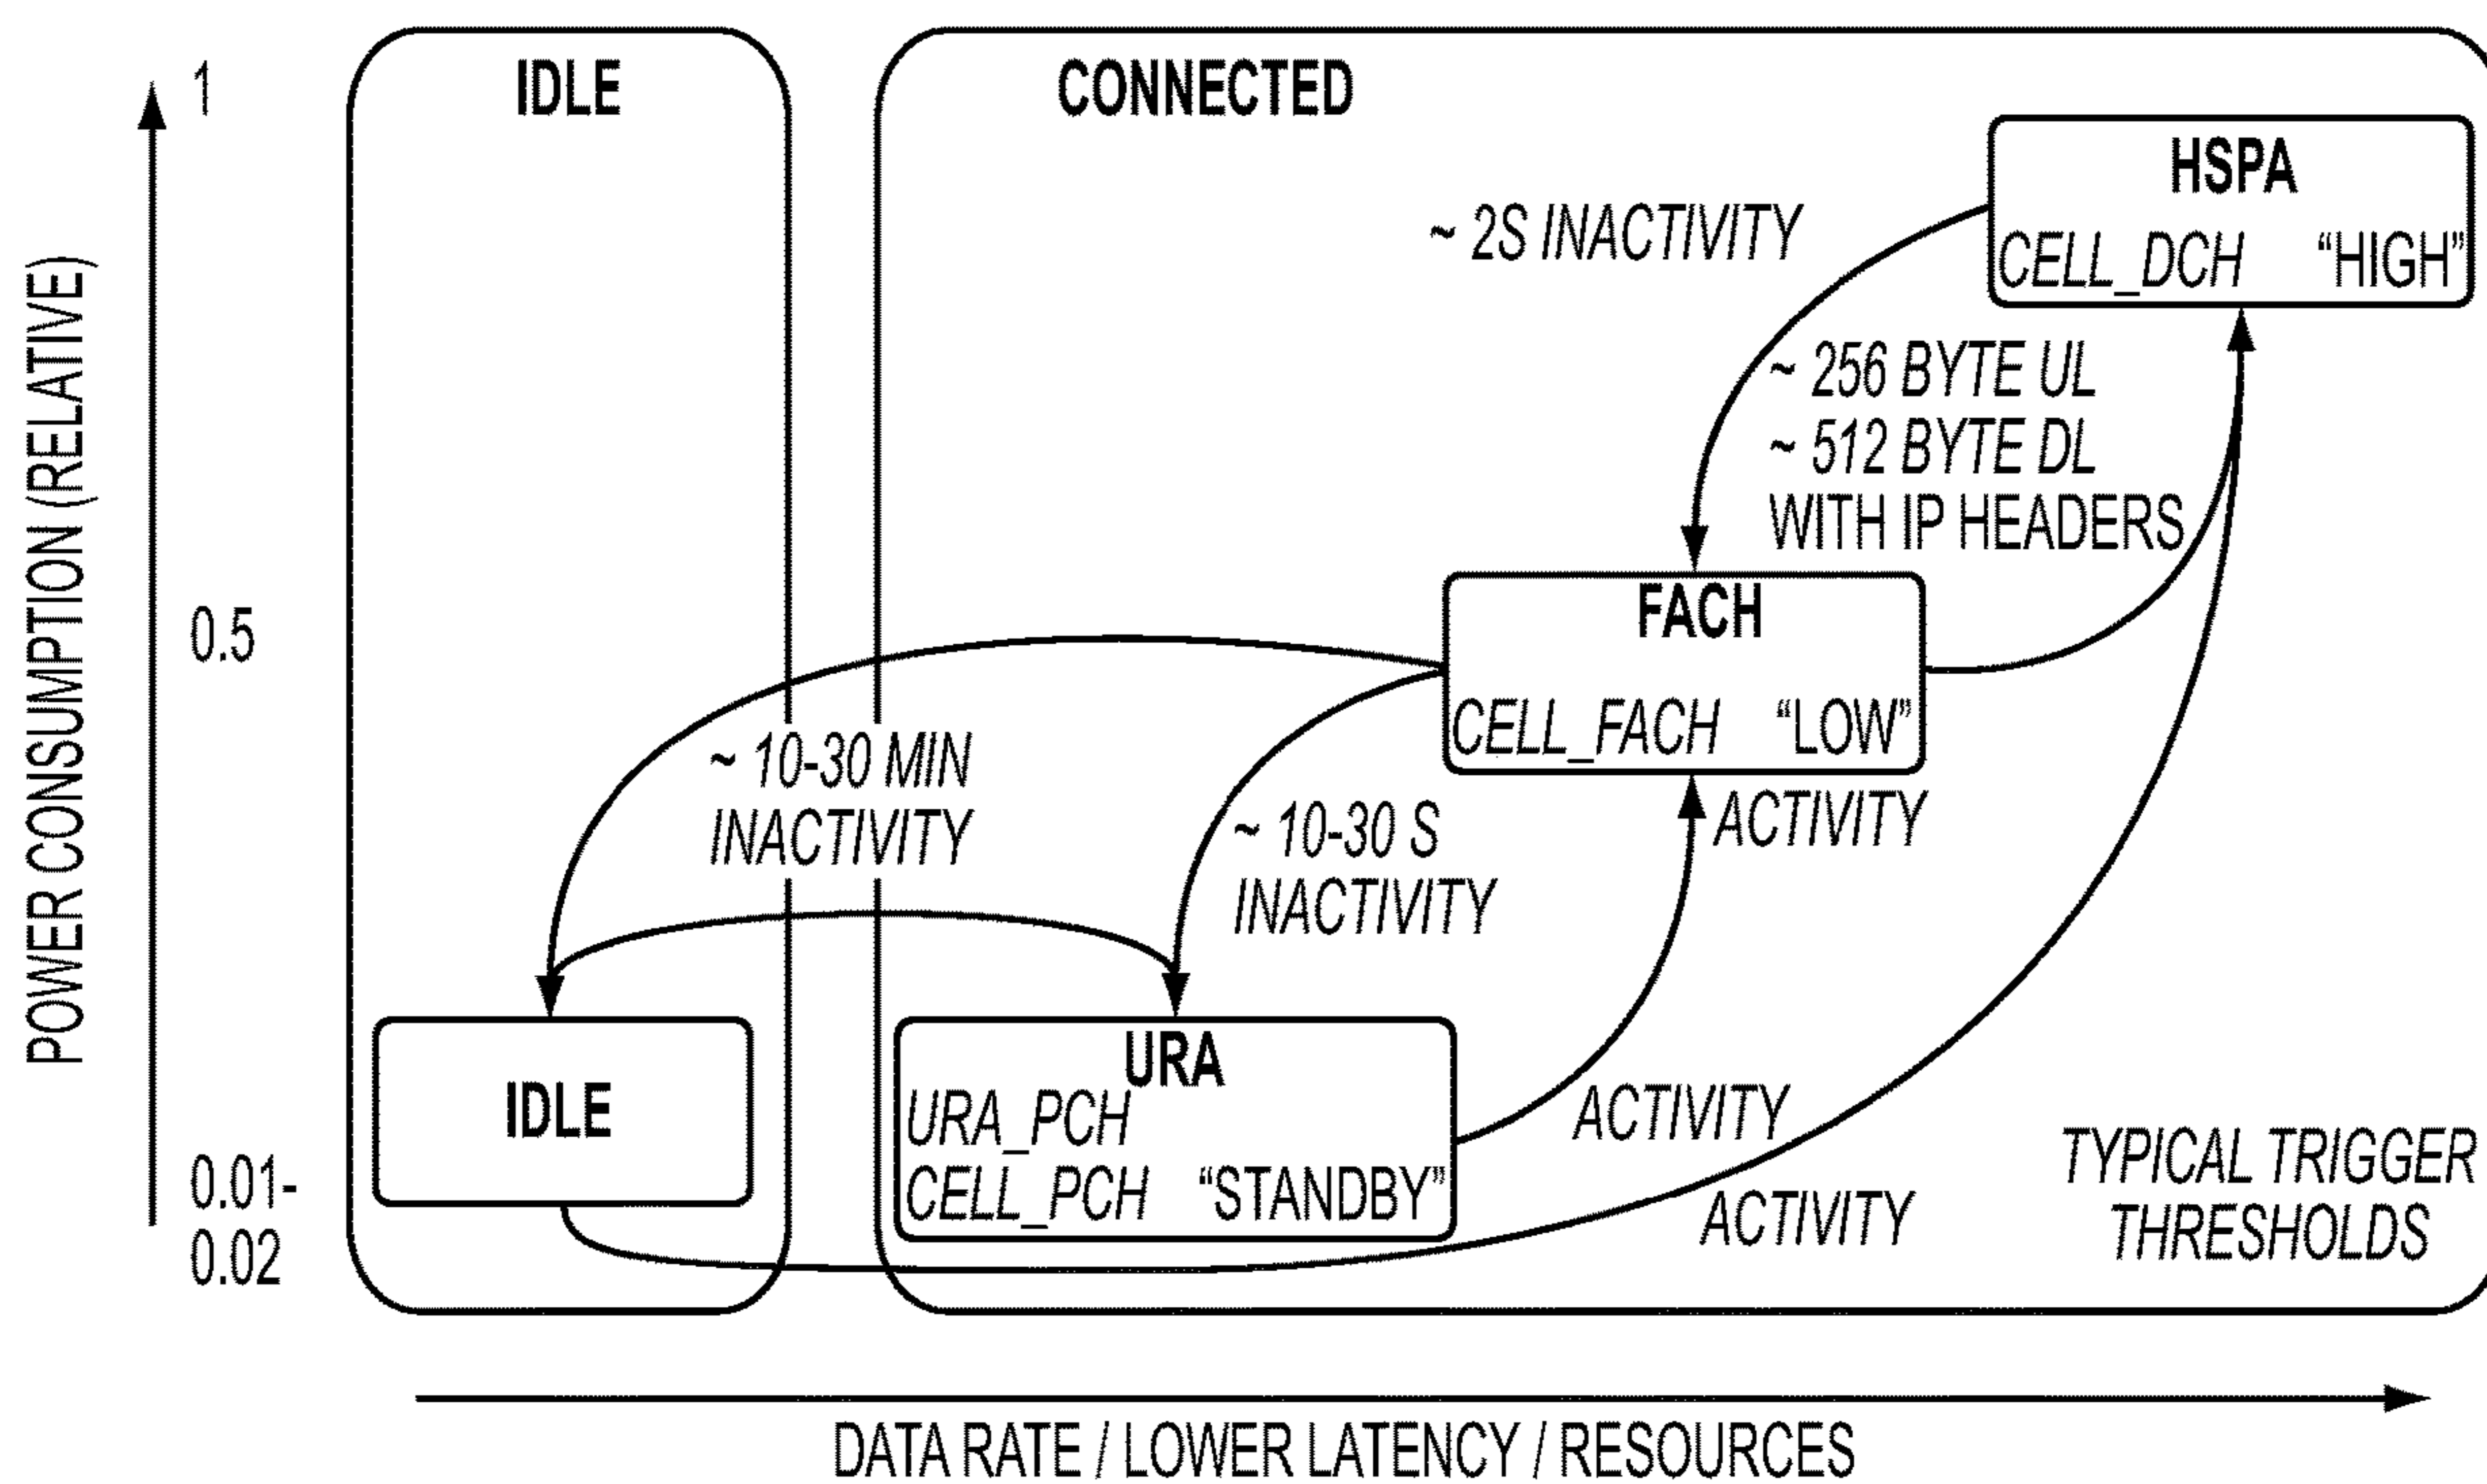 POWER CONSUMPTION (RELATIVE)
1
0.5
0.01-
0.02
IDLE
CONNECTED
HSPA
CELL_DCH "HIGH"
~ 2S INACTIVITY
~ 256 BYTE UL
~ 512 BYTE DL
WITH IP HEADERS
FACH
CELL_FACH "LOW"
~ 10-30 MIN
INACTIVITY
~ 10-30 S
INACTIVITY
ACTIVITY
IDLE
URA
URA_PCH
CELL_PCH "STANDBY"
ACTIVITY
ACTIVITY
TYPICAL TRIGGER
THRESHOLDS
DATA RATE / LOWER LATENCY / RESOURCES